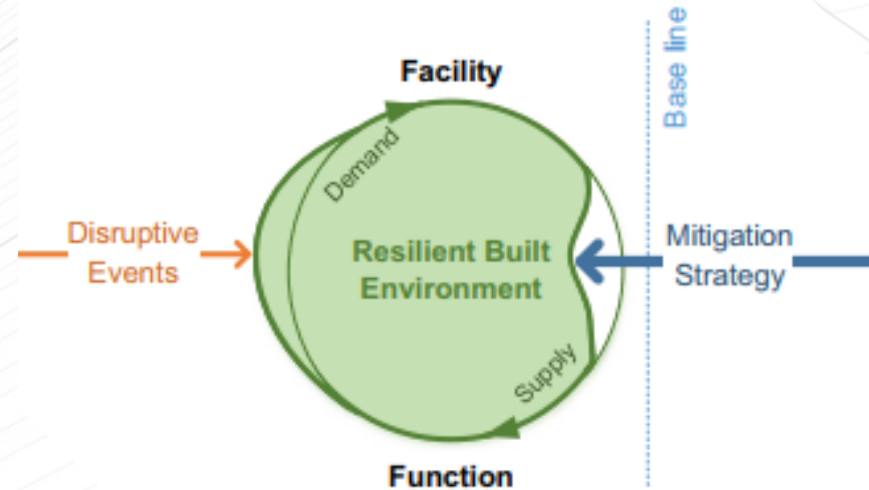 Facility
Base line
Demand
Disruptive
Events
Resilient Built
Environment
Mitigation
Strategy
Supply
Function